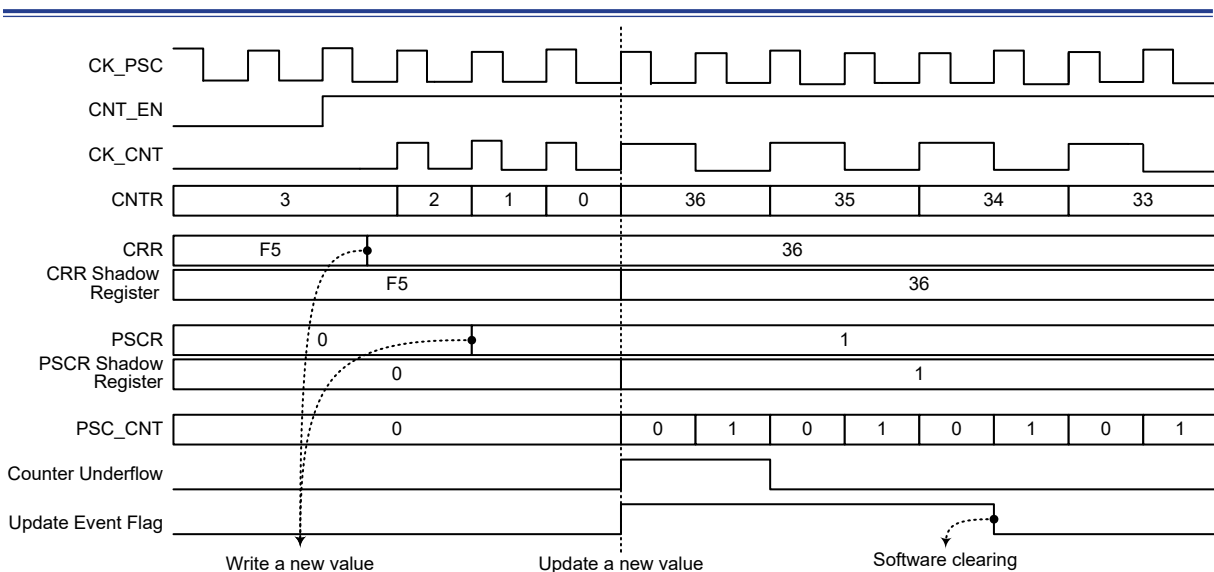 CK_PSC
CNT_EN
CK_CNT
CNTR 3 2 1 0 36 35 34 33
CRR F5 36
CRR Shadow
Register F5 36
PSCR 0 1
PSCR Shadow
Register 0 1
PSC_CNT 0 0 1 0 1 0 1 0 1
Counter Underflow
Update Event Flag
Write a new value Update a new value Software clearing